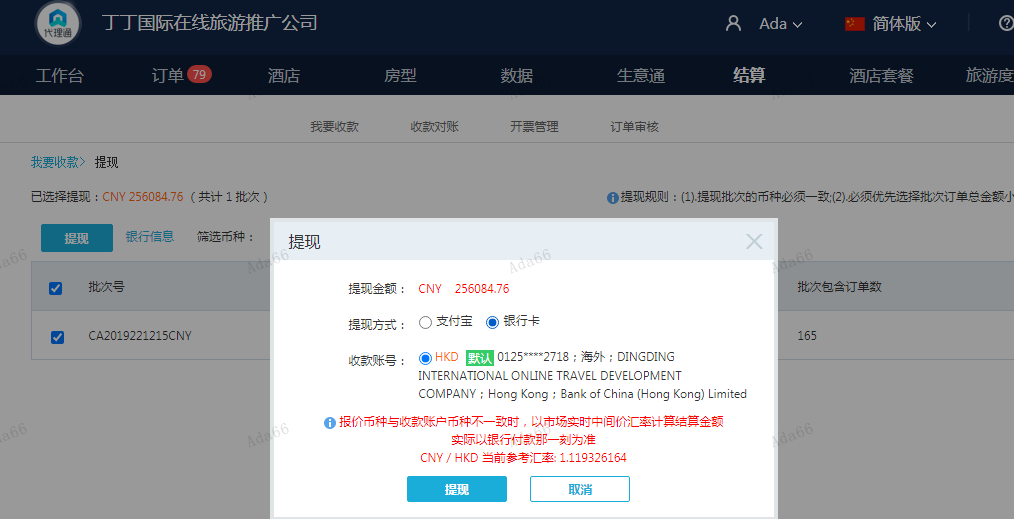 代理通
丁丁国际在线旅游推广公司
Ada
简体版
工作台
订单 79
酒店
房型
数据
生意通
结算
酒店套餐
旅游度
我要收款
收款对账
开票管理
订单审核
我要收款> 提现
已选择提现：CNY 256084.76 （ 共计 1 批次 ）
提现规则：(1).提现批次的币种必须一致;(2).必须优先选择批次订单总金额小
提现
银行信息
筛选币种：
批次号
批次包含订单数
CA2019221215CNY
165
提现
提现金额： CNY 256084.76
提现方式： 支付宝 银行卡
收款账号： HKD 默认 0125****2718；海外；DINGDING
INTERNATIONAL ONLINE TRAVEL DEVELOPMENT
COMPANY；Hong Kong；Bank of China (Hong Kong) Limited
报价币种与收款账户币种不一致时，以市场实时中间价汇率计算结算金额
实际以银行付款那一刻为准
CNY / HKD 当前参考汇率: 1.119326164
提现
取消
Ada66
Ada66
Ada66
Ada66
Ada66
Ada66